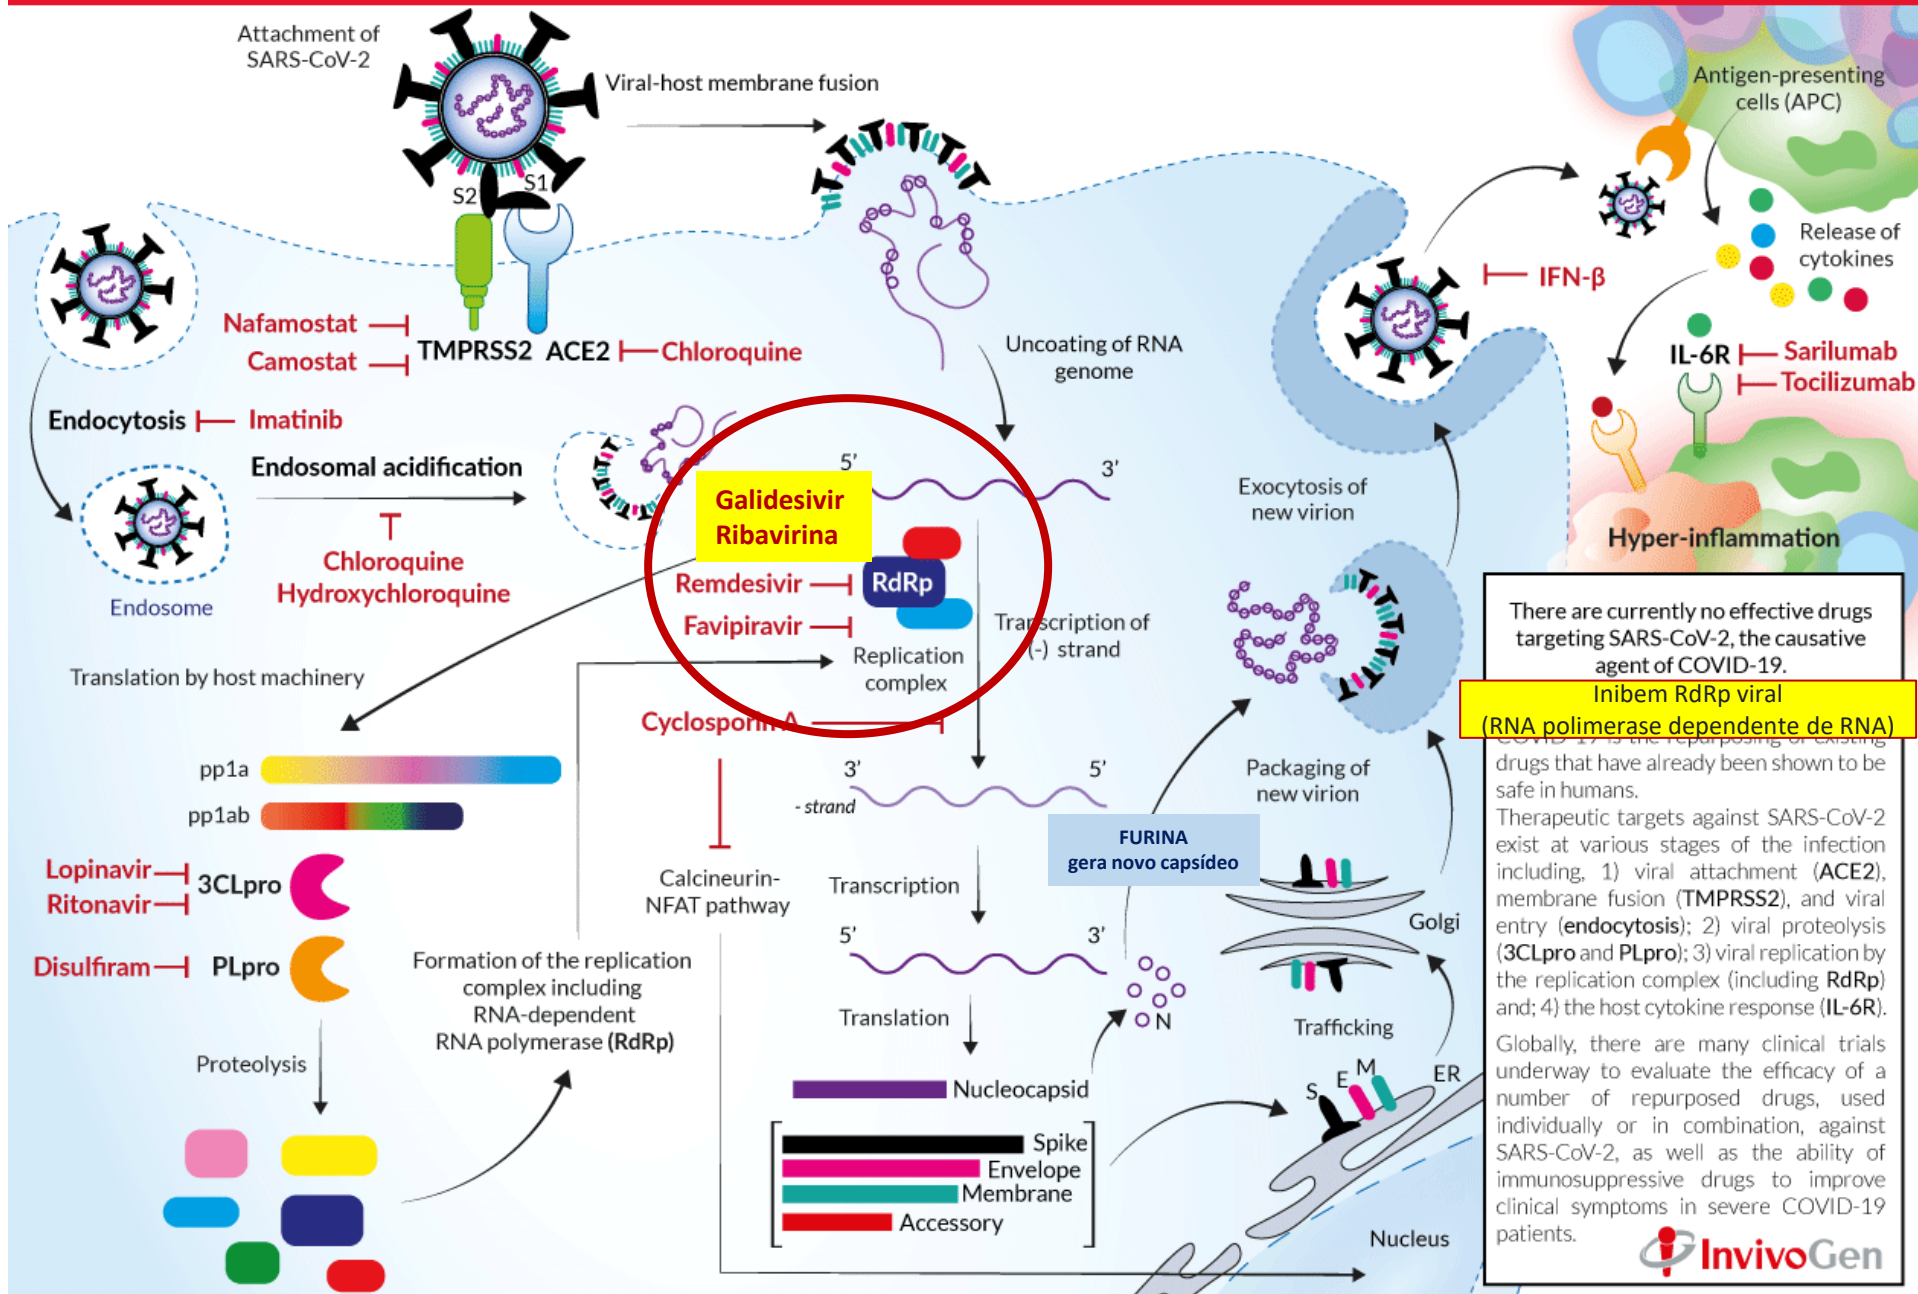 Attachment of
SARS-CoV-2
Viral-host membrane fusion
S2
S1
Nafamostat
Camostat
TMPRSS2
ACE2
Chloroquine
Endocytosis
Imatinib
Endosomal acidification
Chloroquine
Hydroxychloroquine
Endosome
Uncoating of RNA
genome
5’
3’
Galidesivir
Ribavirina
Remdesivir
RdRp
Favipiravir
Replication
complex
Transcription of
(-) strand
Translation by host machinery
Cyclosporin A
pp1a
pp1ab
3’
5’
- strand
Lopinavir
Ritonavir
3CLpro
Disulfiram
PLpro
Calcineurin-
NFAT pathway
Transcription
5’
3’
Formation of the replication
complex including
RNA-dependent
RNA polymerase (RdRp)
Proteolysis
Translation
N
Nucleocapsid
Spike
Envelope
Membrane
Accessory
FURINA
gera novo capsídeo
Packaging of
new virion
Exocytosis of
new virion
Golgi
Trafficking
S
E
M
ER
Nucleus
IFN-β
Antigen-presenting
cells (APC)
Release of
cytokines
IL-6R
Sarilumab
Tocilizumab
Hyper-inflammation
There are currently no effective drugs
targeting SARS-CoV-2, the causative
agent of COVID-19.
Inibem RdRp viral
(RNA polimerase dependente de RNA)
COVID-19 is the repurposing of existing
drugs that have already been shown to be
safe in humans.
Therapeutic targets against SARS-CoV-2
exist at various stages of the infection
including, 1) viral attachment (ACE2),
membrane fusion (TMPRSS2), and viral
entry (endocytosis); 2) viral proteolysis
(3CLpro and PLpro); 3) viral replication by
the replication complex (including RdRp)
and; 4) the host cytokine response (IL-6R).
Globally, there are many clinical trials
underway to evaluate the efficacy of a
number of repurposed drugs, used
individually or in combination, against
SARS-CoV-2, as well as the ability of
immunosuppressive drugs to improve
clinical symptoms in severe COVID-19
patients.
InvivoGen